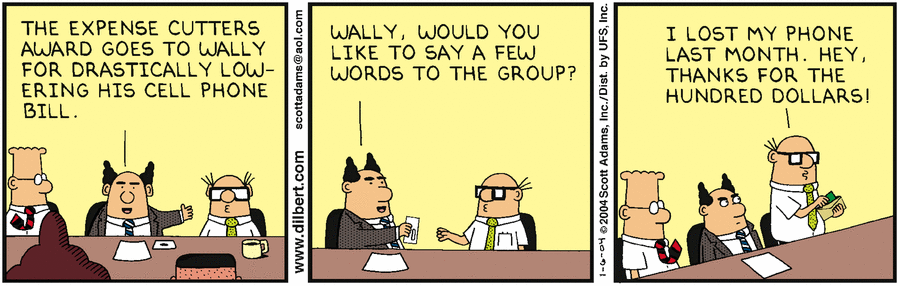 THE EXPENSE CUTTERS
AWARD GOES TO WALLY
FOR DRASTICALLY LOW-
ERING HIS CELL PHONE
BILL.
www.dilbert.com
scottadams@aol.com
WALLY, WOULD YOU
LIKE TO SAY A FEW
WORDS TO THE GROUP?
1-6-04 © 2004 Scott Adams, Inc./Dist. by UFS, Inc.
I LOST MY PHONE
LAST MONTH. HEY,
THANKS FOR THE
HUNDRED DOLLARS!